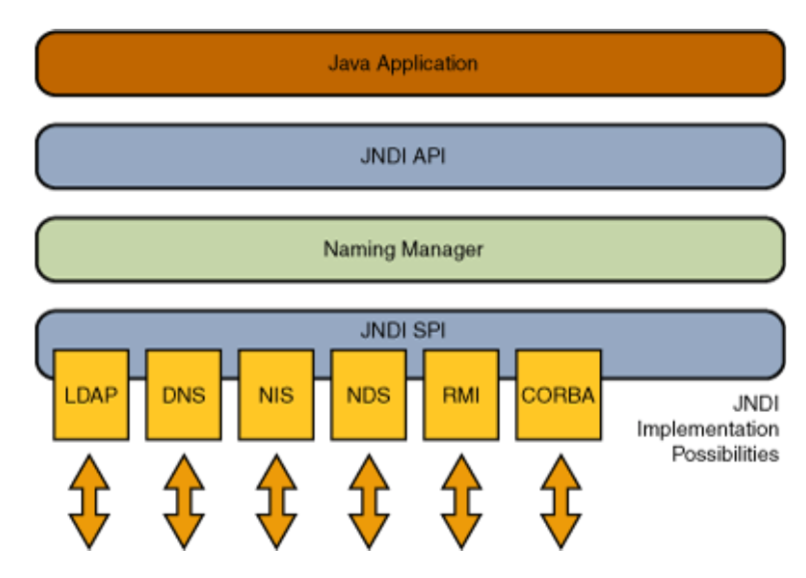 Java Application
JNDI API
Naming Manager
JNDI SPI
LDAP DNS NIS NDS RMI CORBA
JNDI
Implementation
Possibilities